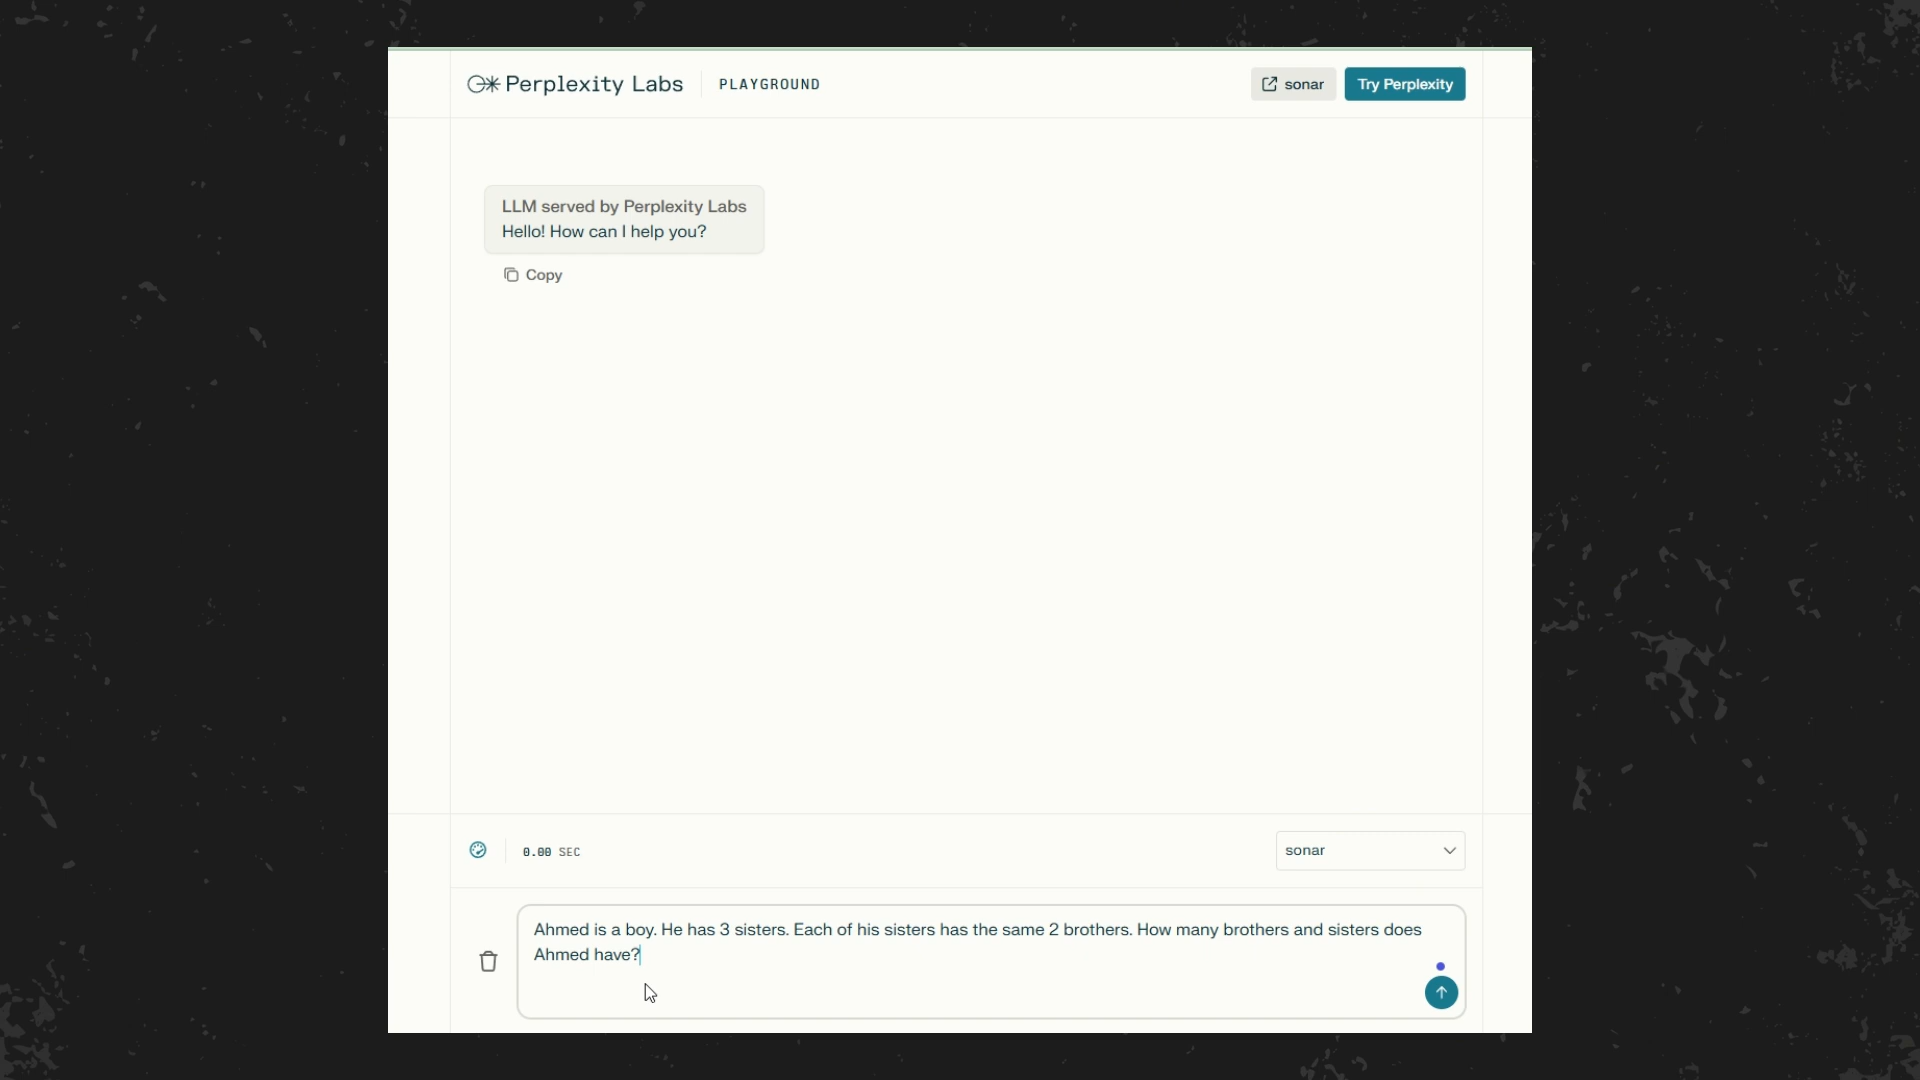 Perplexity Labs
PLAYGROUND
sonar
Try Perplexity
LLM served by Perplexity Labs
Hello! How can I help you?
Copy
0.00 SEC
sonar
Ahmed is a boy. He has 3 sisters. Each of his sisters has the same 2 brothers. How many brothers and sisters does
Ahmed have?